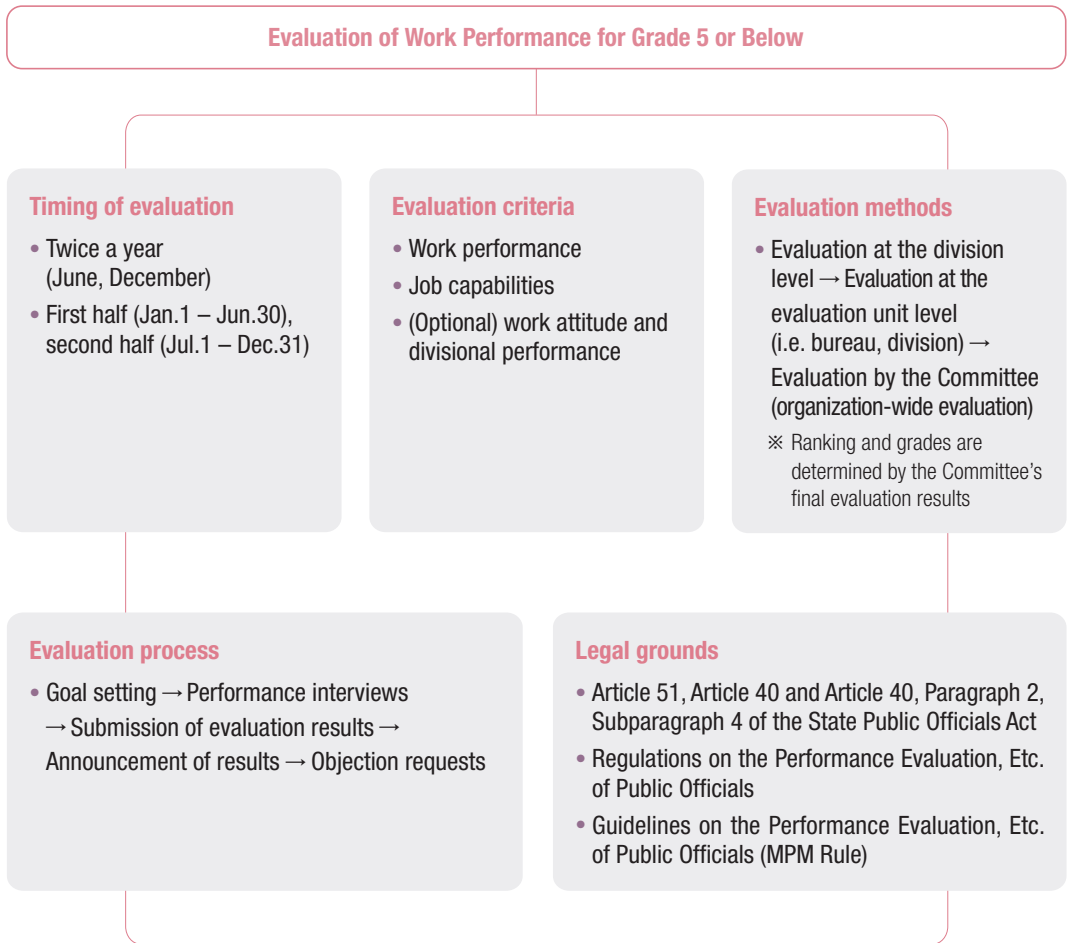 Evaluation of Work Performance for Grade 5 or Below
Timing of evaluation
• Twice a year
(June, December)
• First half (Jan.1 – Jun.30),
second half (Jul.1 – Dec.31)
Evaluation criteria
• Work performance
• Job capabilities
• (Optional) work attitude and
divisional performance
Evaluation methods
• Evaluation at the division
level → Evaluation at the
evaluation unit level
(i.e. bureau, division) →
Evaluation by the Committee
(organization-wide evaluation)
※ Ranking and grades are
determined by the Committee's
final evaluation results
Evaluation process
• Goal setting → Performance interviews
→ Submission of evaluation results →
Announcement of results → Objection requests
Legal grounds
• Article 51, Article 40 and Article 40, Paragraph 2,
Subparagraph 4 of the State Public Officials Act
• Regulations on the Performance Evaluation, Etc.
of Public Officials
• Guidelines on the Performance Evaluation, Etc.
of Public Officials (MPM Rule)